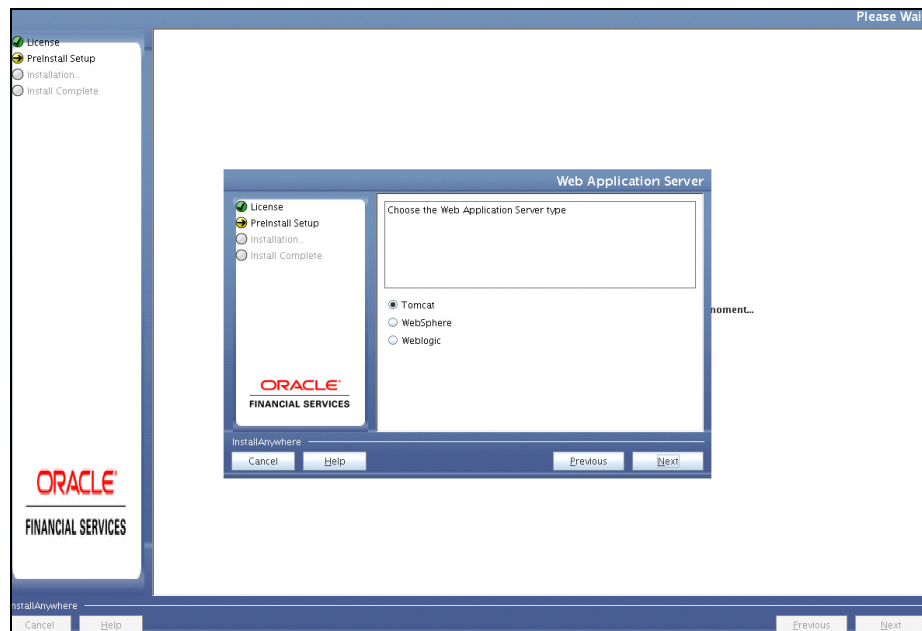 Please Wai
License
PreInstall Setup
Installation..
Install Complete
Web Application Server
License
PreInstall Setup
Installation..
Install Complete
Choose the Web Application Server type
Tomcat
WebSphere
Weblogic
noment...
ORACLE'
FINANCIAL SERVICES
InstallAnywhere
Cancel
Help
Previous
Next
ORACLE'
FINANCIAL SERVICES
nstallAnywhere
Cancel
Help
Previous
Next